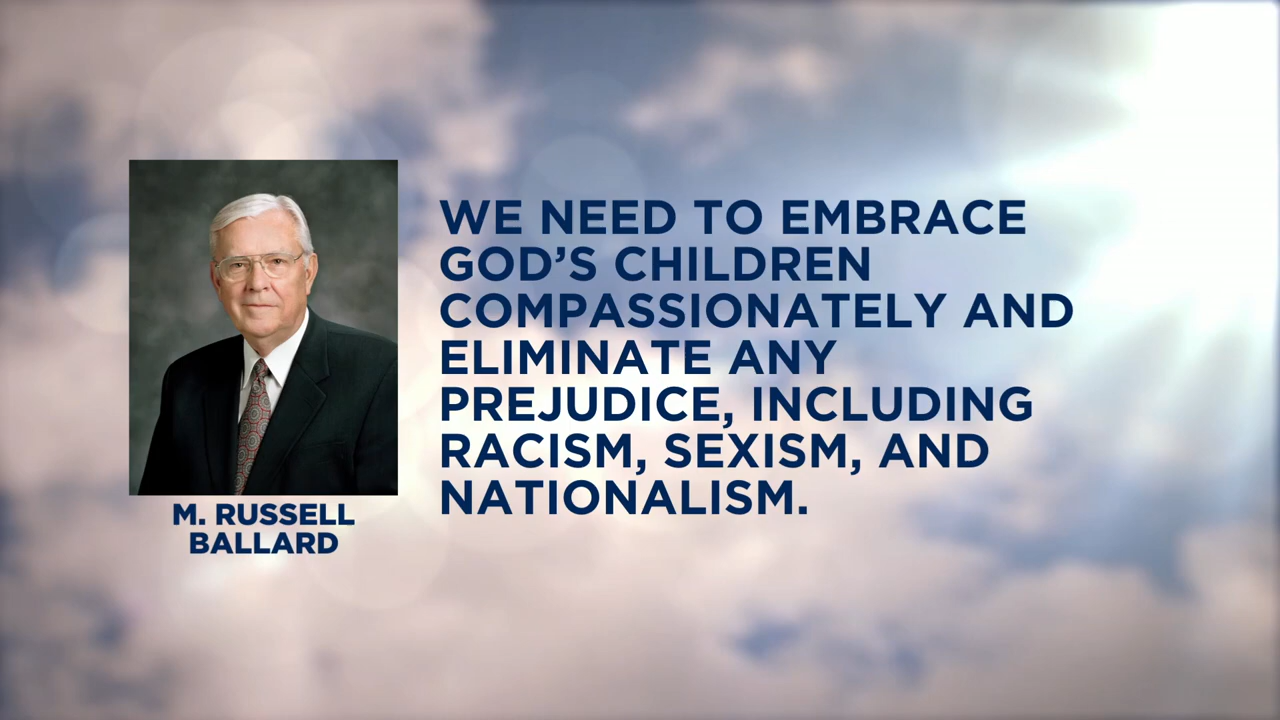 WE NEED TO EMBRACE
GOD’S CHILDREN
COMPASSIONATELY AND
ELIMINATE ANY
PREJUDICE, INCLUDING
RACISM, SEXISM, AND
NATIONALISM.
M. RUSSELL
BALLARD